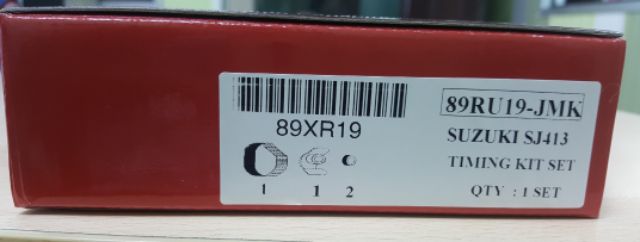 89XR19
1 1 2
89RU19-JMK
SUZUKI SJ413
TIMING KIT SET
QTY : 1 SET